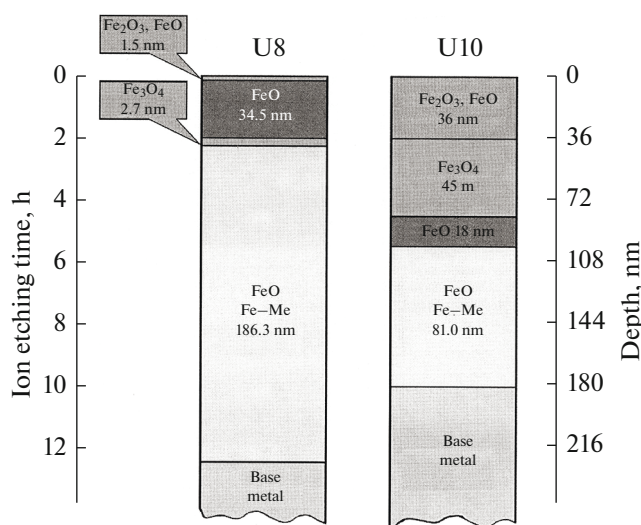 Fe₂O₃, FeO
1.5 nm
U8
U10
0
Fe₃O₄
2.7 nm
2
4
6
8
10
12
Ion etching time, h
FeO
34.5 nm
FeO
Fe–Me
186.3 nm
Base
metal
Fe₂O₃, FeO
36 nm
Fe₃O₄
45 m
FeO 18 nm
FeO
Fe–Me
81.0 nm
Base
metal
0
36
72
108
144
180
216
Depth, nm